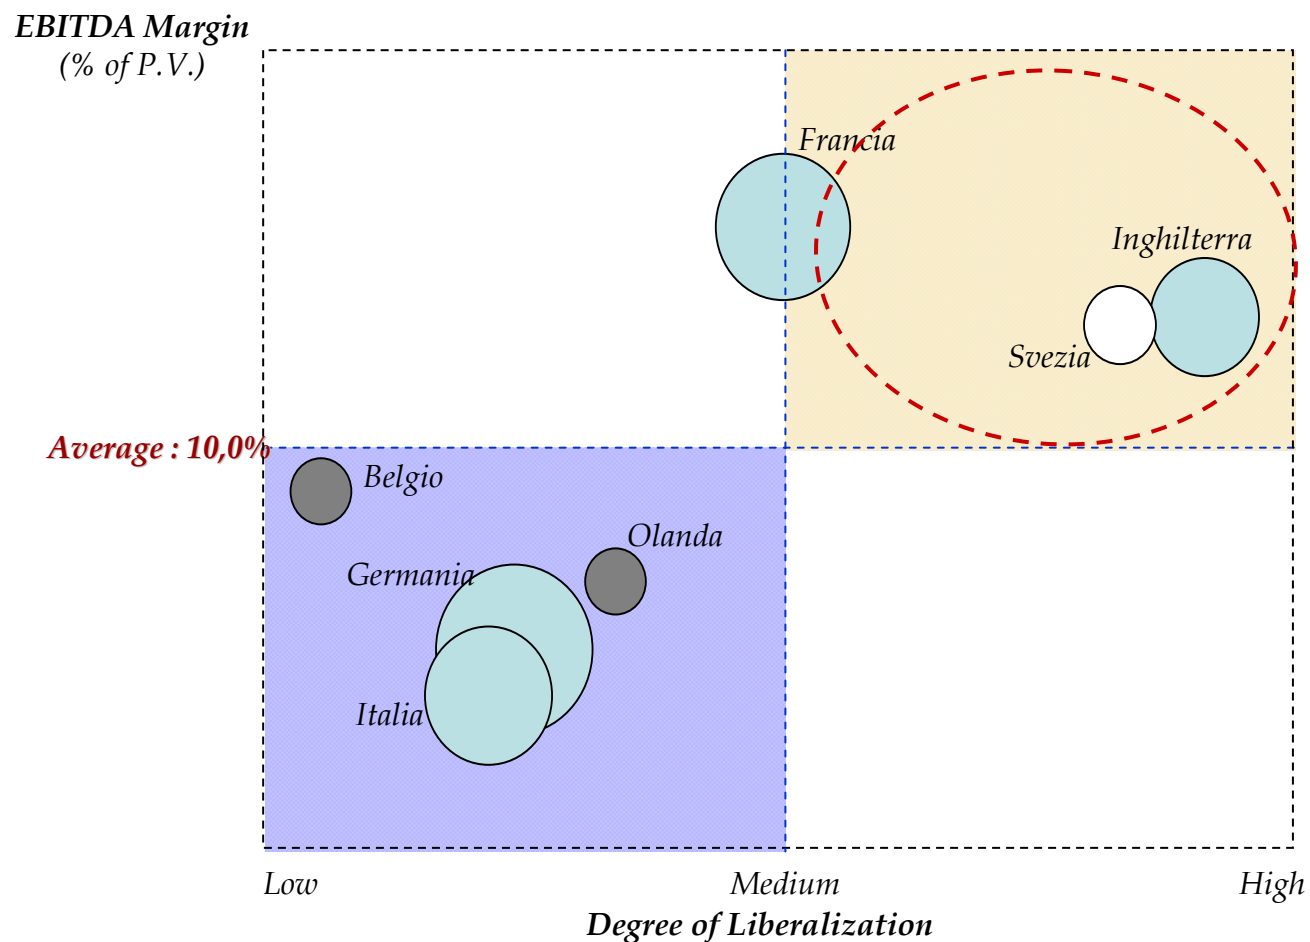 EBITDA Margin
(% of P.V.)
Francia
Inghilterra
Svezia
Average : 10,0%
Belgio
Olanda
Germania
Italia
Low
Medium
High
Degree of Liberalization